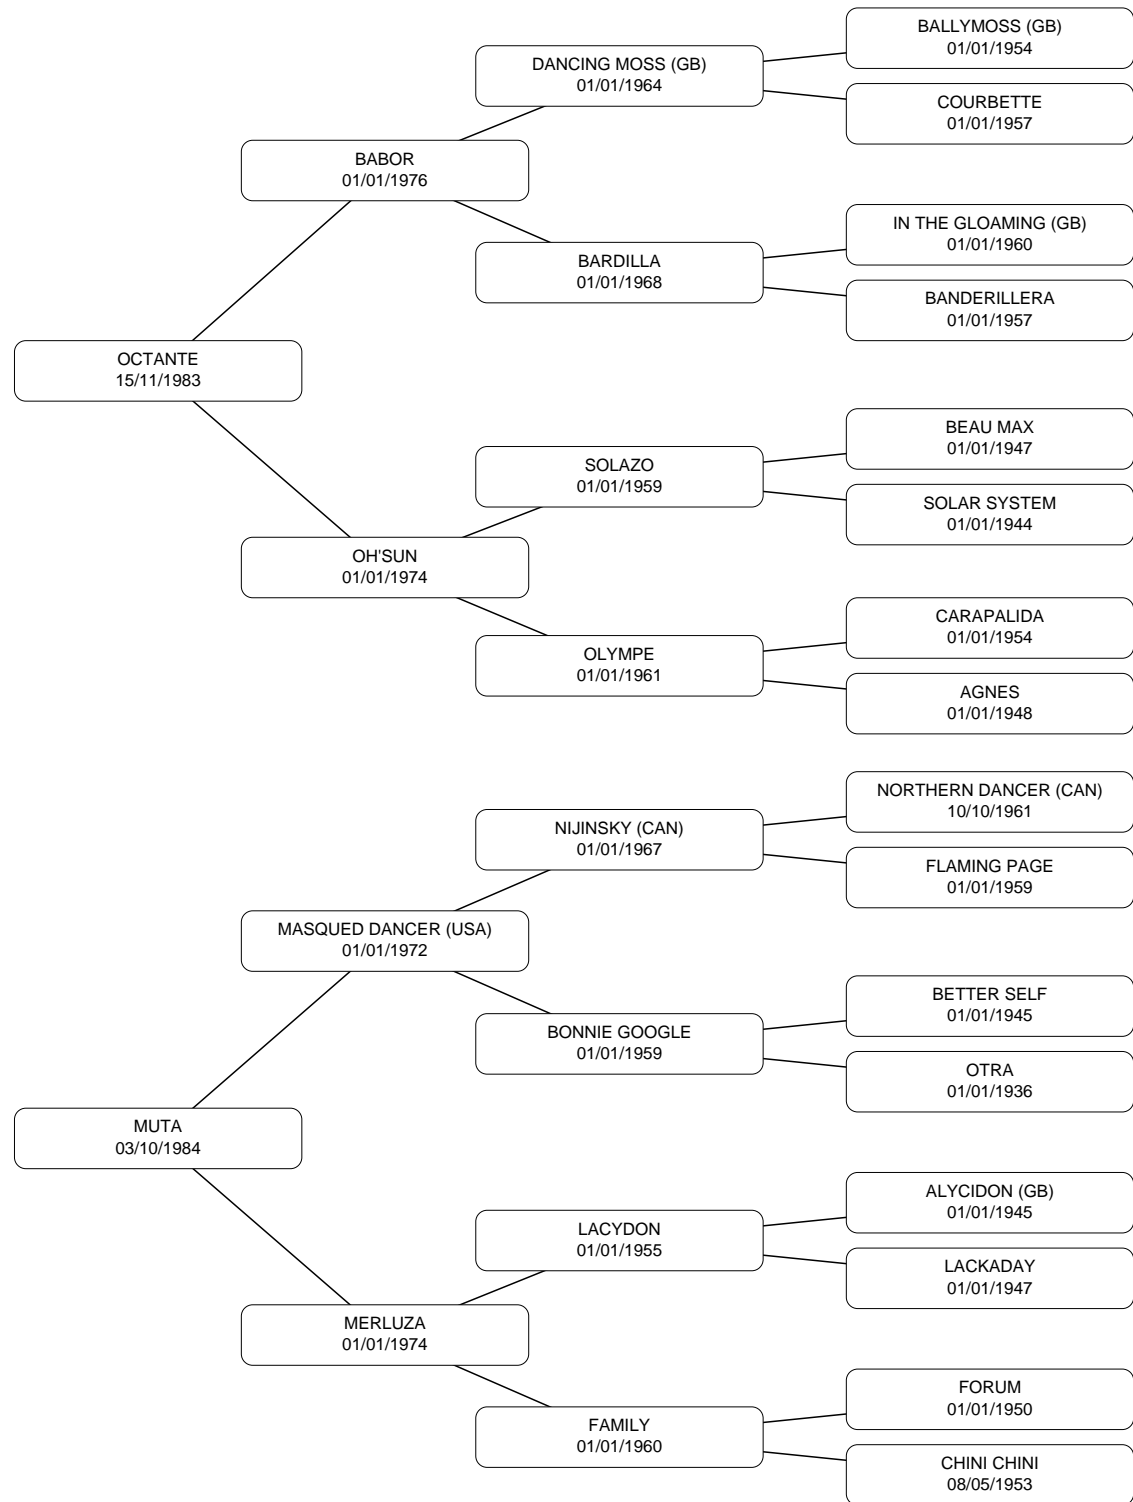 BALLYMOSS (GB)
01/01/1954
DANCING MOSS (GB)
01/01/1964
COURBETTE
01/01/1957
BABOR
01/01/1976
IN THE GLOAMING (GB)
01/01/1960
BARDILLA
01/01/1968
BANDERILLERA
01/01/1957
OCTANTE
15/11/1983
BEAU MAX
01/01/1947
SOLAZO
01/01/1959
SOLAR SYSTEM
01/01/1944
OH'SUN
01/01/1974
CARAPALIDA
01/01/1954
OLYMPE
01/01/1961
AGNES
01/01/1948
NORTHERN DANCER (CAN)
10/10/1961
NIJINSKY (CAN)
01/01/1967
FLAMING PAGE
01/01/1959
MASQUED DANCER (USA)
01/01/1972
BETTER SELF
01/01/1945
BONNIE GOOGLE
01/01/1959
OTRA
01/01/1936
MUTA
03/10/1984
ALYCIDON (GB)
01/01/1945
LACYDON
01/01/1955
LACKADAY
01/01/1947
MERLUZA
01/01/1974
FORUM
01/01/1950
FAMILY
01/01/1960
CHINI CHINI
08/05/1953